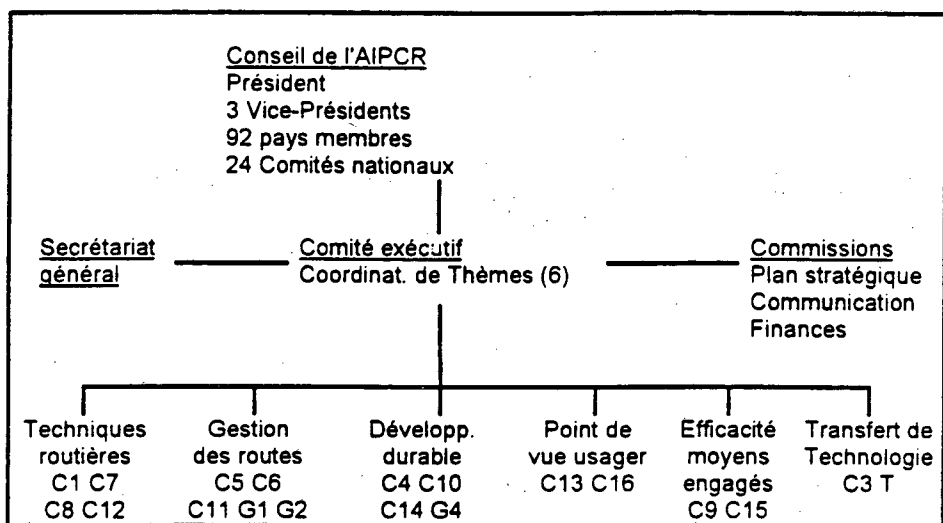 Conseil de l'AIPCR
Président
3 Vice-Présidents
92 pays membres
24 Comités nationaux
Secrétariat
général
Comité exécutif
Coordinat. de Thèmes (6)
Commissions
Plan stratégique
Communication
Finances
Techniques
routières
C1 C7
C8 C12
Gestion
des routes
C5 C6
C11 G1 G2
Développ.
durable
C4 C10
C14 G4
Point de
vue usager
C13 C16
Efficacité
moyens
engagés
C9 C15
Transfert de
Technologie
C3 T